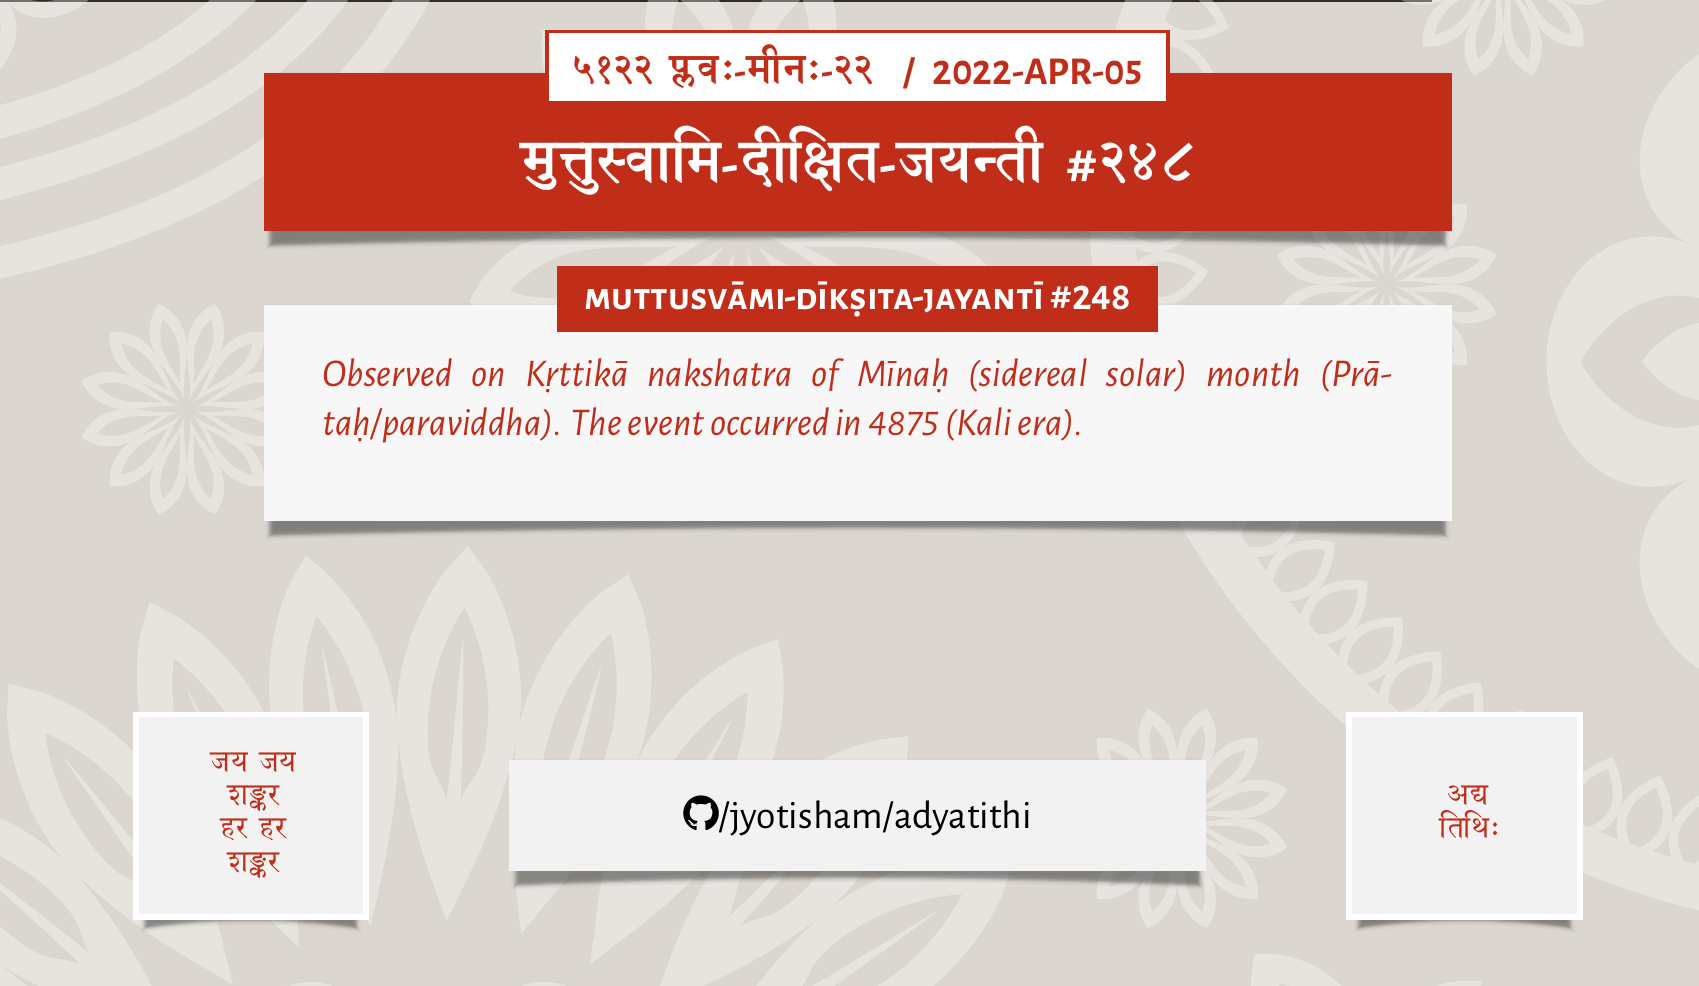 ५१२२ प्लवः-मीनः-२२ / 2022-APR-05
मुत्तुस्वामि-दीक्षित-जयन्ती #२४८
MUTTUSVĀMI-DĪKṢITA-JAYANTĪ #248
Observed on Kṛttikā nakshatra of Mīnaḥ (sidereal solar) month (Prā-
taḥ/paraviddha). The event occurred in 4875 (Kali era).
जय जय
शङ्कर
हर हर
शङ्कर
/jyotisham/adyatithi
अद्य
तिथिः